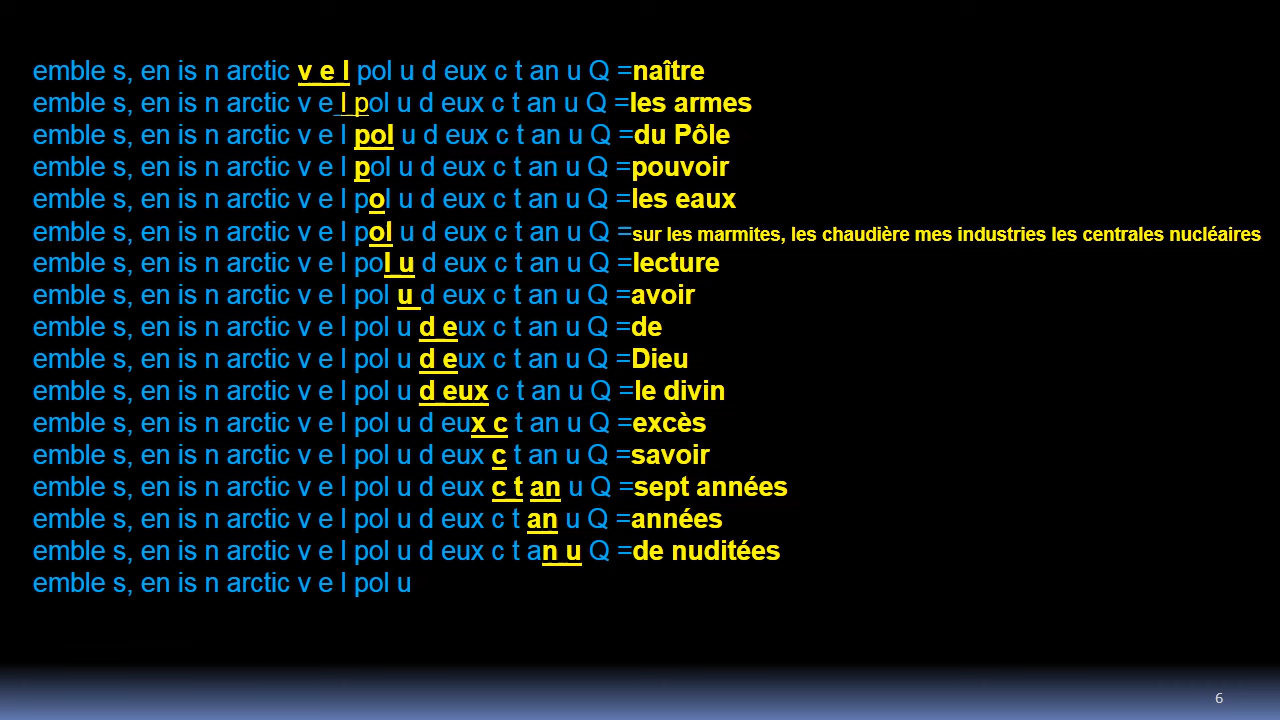 emble s, en is n arctic v e l pol u d eux c t an u Q =naître
emble s, en is n arctic v e l pol u d eux c t an u Q =les armes
emble s, en is n arctic v e l pol u d eux c t an u Q =du Pôle
emble s, en is n arctic v e l pol u d eux c t an u Q =pouvoir
emble s, en is n arctic v e l pol u d eux c t an u Q =les eaux
emble s, en is n arctic v e l pol u d eux c t an u Q =sur les marmites, les chaudière mes industries les centrales nucléaires
emble s, en is n arctic v e l pol u d eux c t an u Q =lecture
emble s, en is n arctic v e l pol u d eux c t an u Q =avoir
emble s, en is n arctic v e l pol u d eux c t an u Q =de
emble s, en is n arctic v e l pol u d eux c t an u Q =Dieu
emble s, en is n arctic v e l pol u d eux c t an u Q =le divin
emble s, en is n arctic v e l pol u d eux c t an u Q =excès
emble s, en is n arctic v e l pol u d eux c t an u Q =savoir
emble s, en is n arctic v e l pol u d eux c t an u Q =sept années
emble s, en is n arctic v e l pol u d eux c t an u Q =années
emble s, en is n arctic v e l pol u d eux c t an u Q =de nuditées
emble s, en is n arctic v e l pol u
6